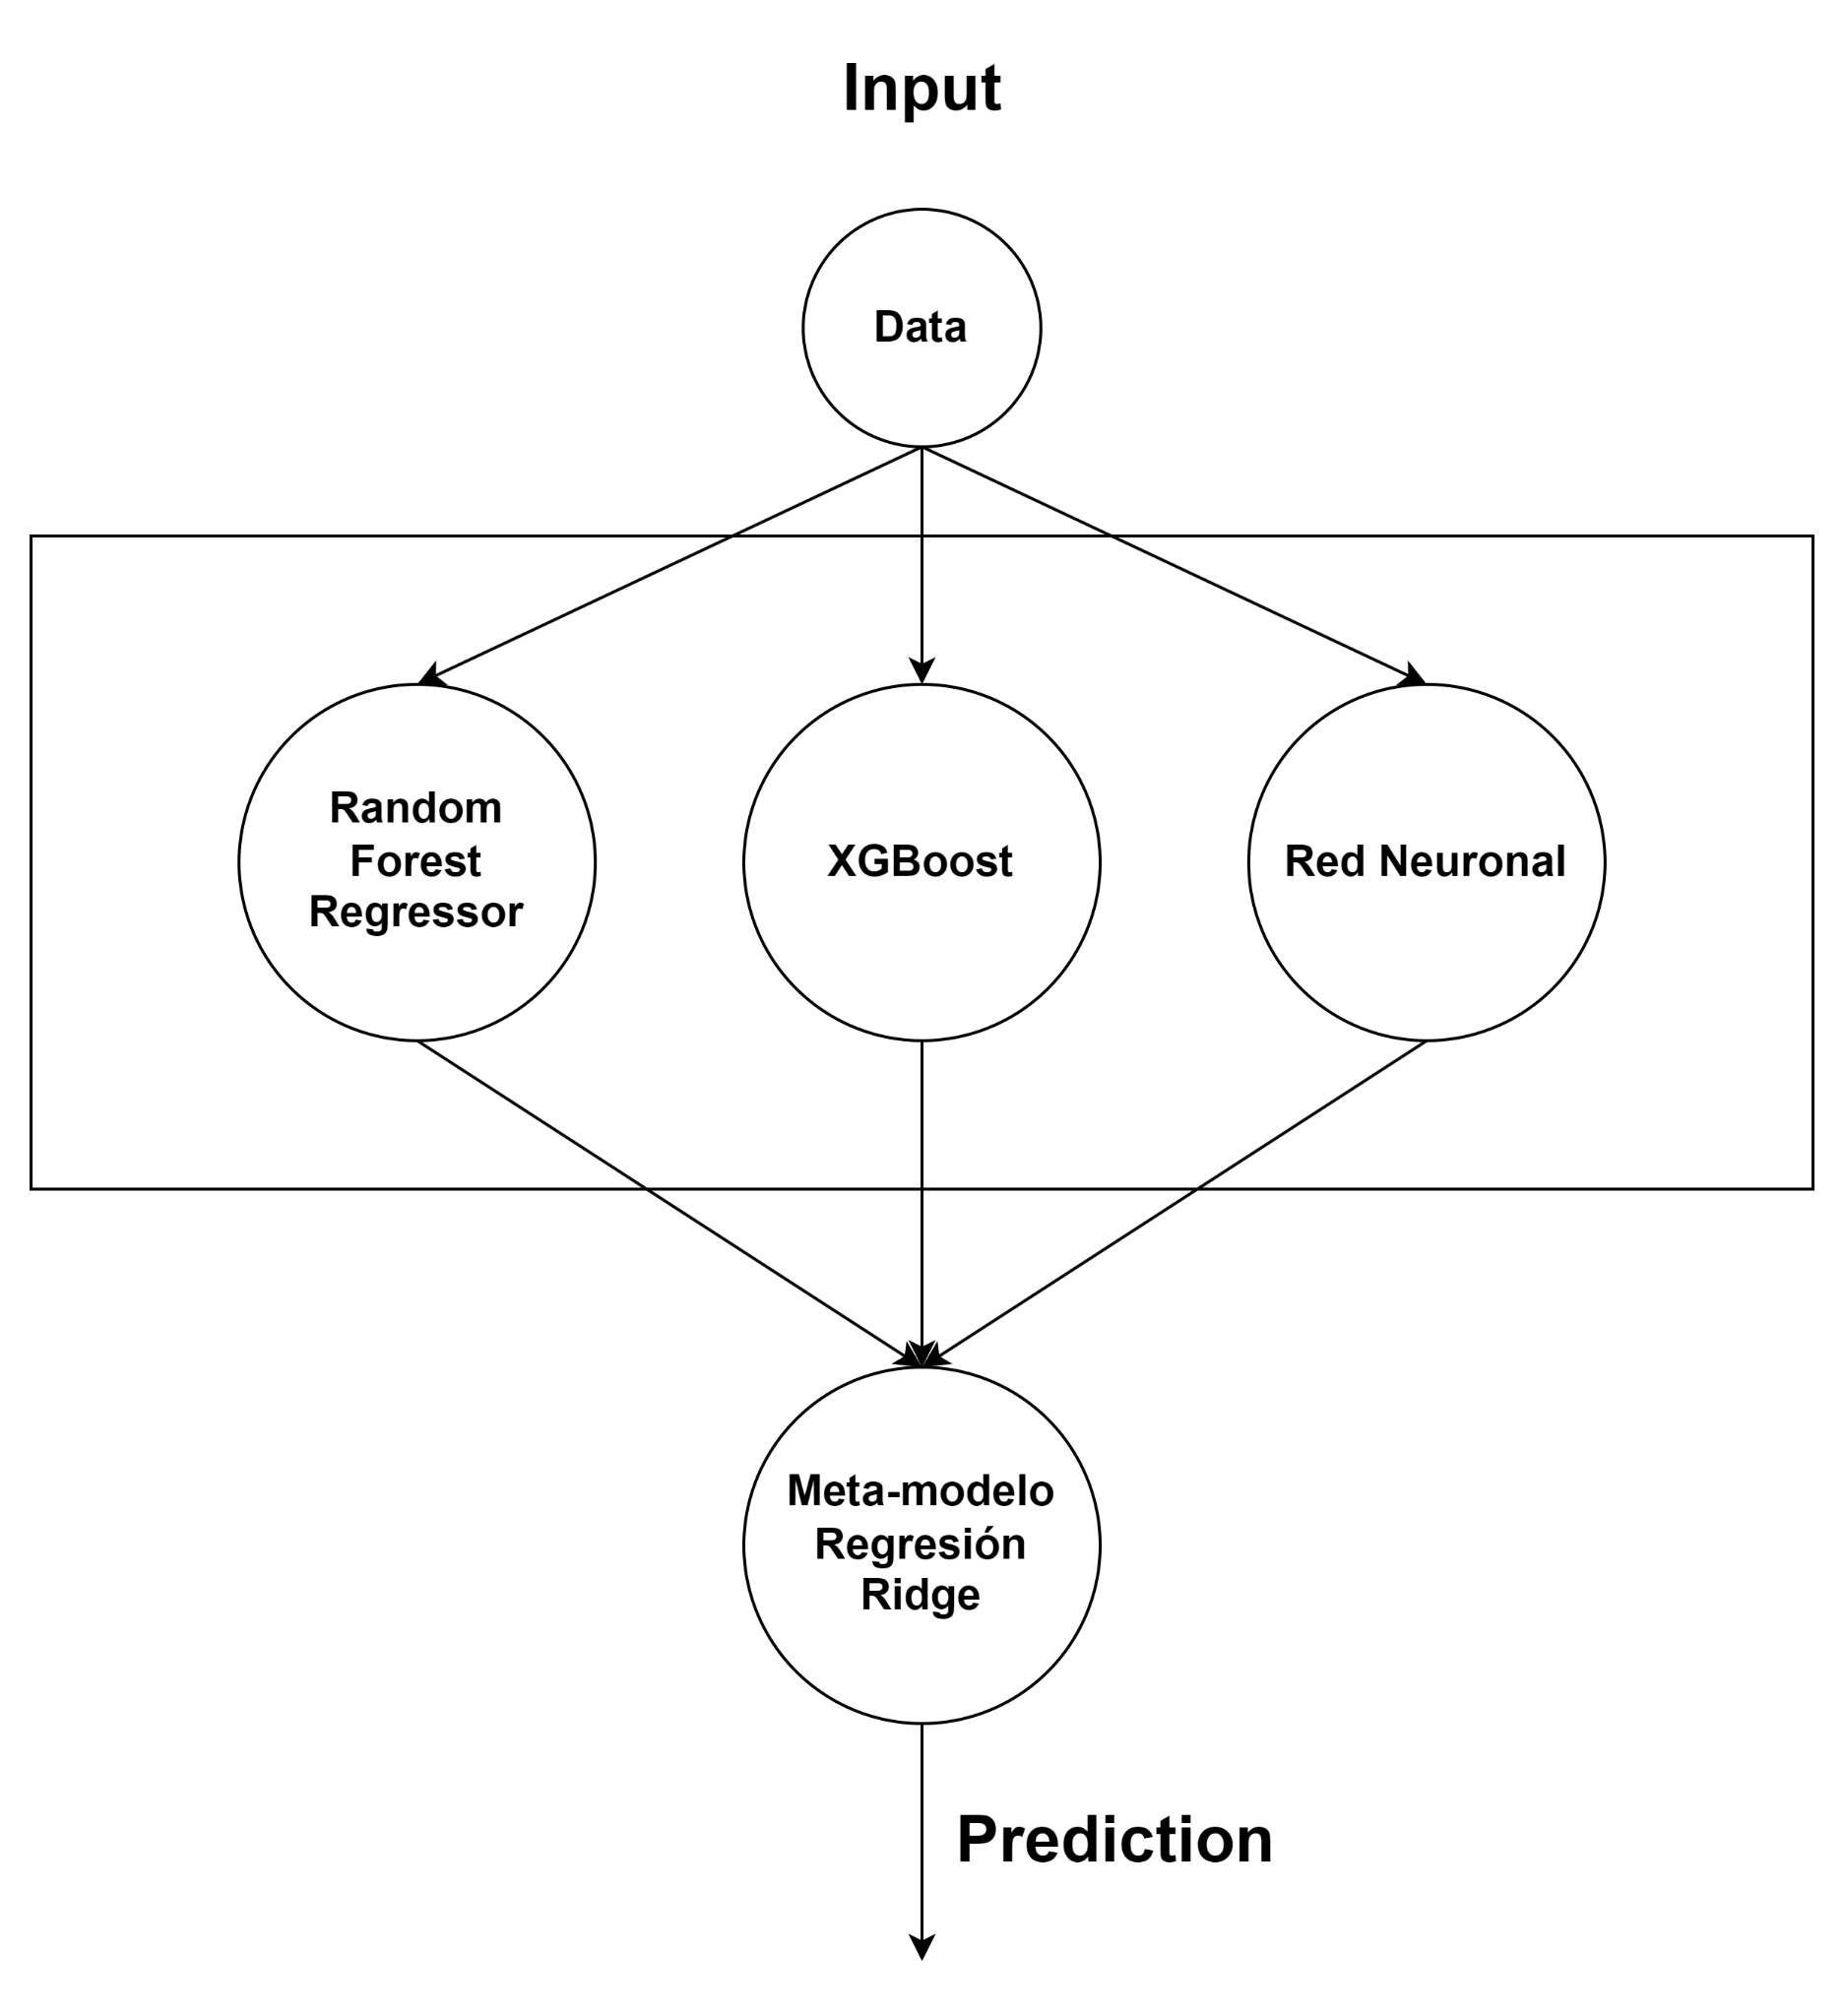 Input
Data
Random
Forest
Regressor
XGBoost
Red Neuronal
Meta-modelo
Regresión
Ridge
Prediction